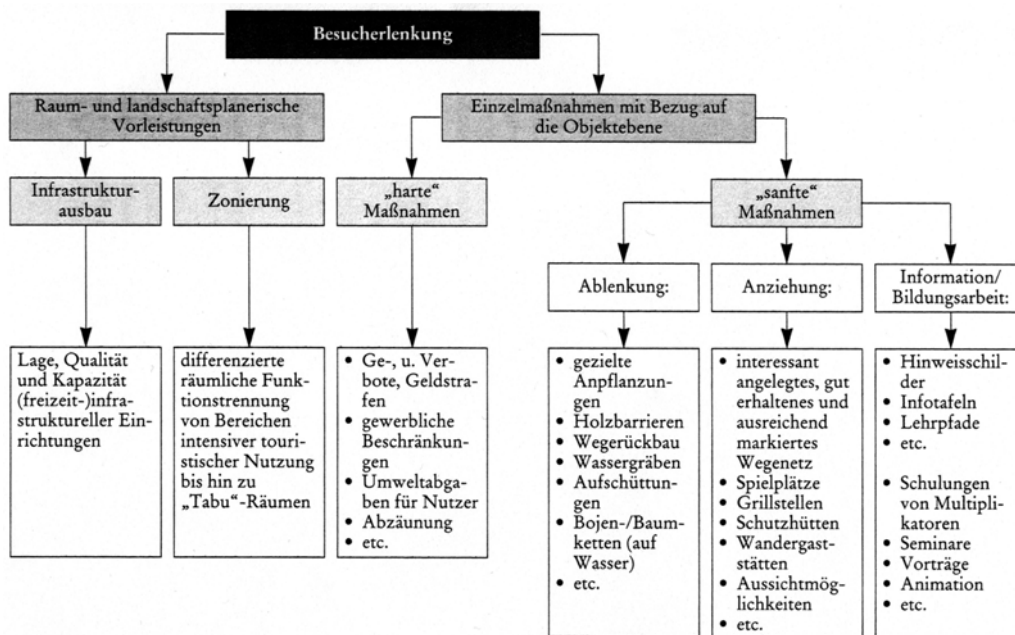 Besucherlenkung
Raum- und landschaftsplanerische
Vorleistungen
Einzelmaßnahmen mit Bezug auf
die Objektebene
Infrastruktur-
ausbau
Zonierung
„harte“
Maßnahmen
„sanfte“
Maßnahmen
Ablenkung:
Anziehung:
Information/
Bildungsarbeit:
Lage, Qualität
und Kapazität
(freizeit-)infra-
struktureller Ein-
richtungen
differenzierte
räumliche Funk-
tionstrennung
von Bereichen
intensiver touri-
stischer Nutzung
bis hin zu
„Tabu“-Räumen
• Ge-, u. Ver-
bote, Geldstra-
fen
• gewerbliche
Beschränkun-
gen
• Umweltabga-
ben für Nutzer
• Abzäunung
• etc.
• gezielte
Anpflanzun-
gen
• Holzbarrieren
• Wegerückbau
• Wassergräben
• Aufschüttun-
gen
• Bojen-/Baum-
ketten (auf
Wasser)
• etc.
• interessant
angelegtes, gut
erhaltenes und
ausreichend
markiertes
Wegenetz
• Spielplätze
• Grillstellen
• Schutzhütten
• Wandergast-
stätten
• Aussichtmög-
lichkeiten
• etc.
• Hinweisschil-
der
• Infotafeln
• Lehrpfade
• etc.
• Schulungen
von Multipli-
katoren
• Seminare
• Vorträge
• Animation
• etc.